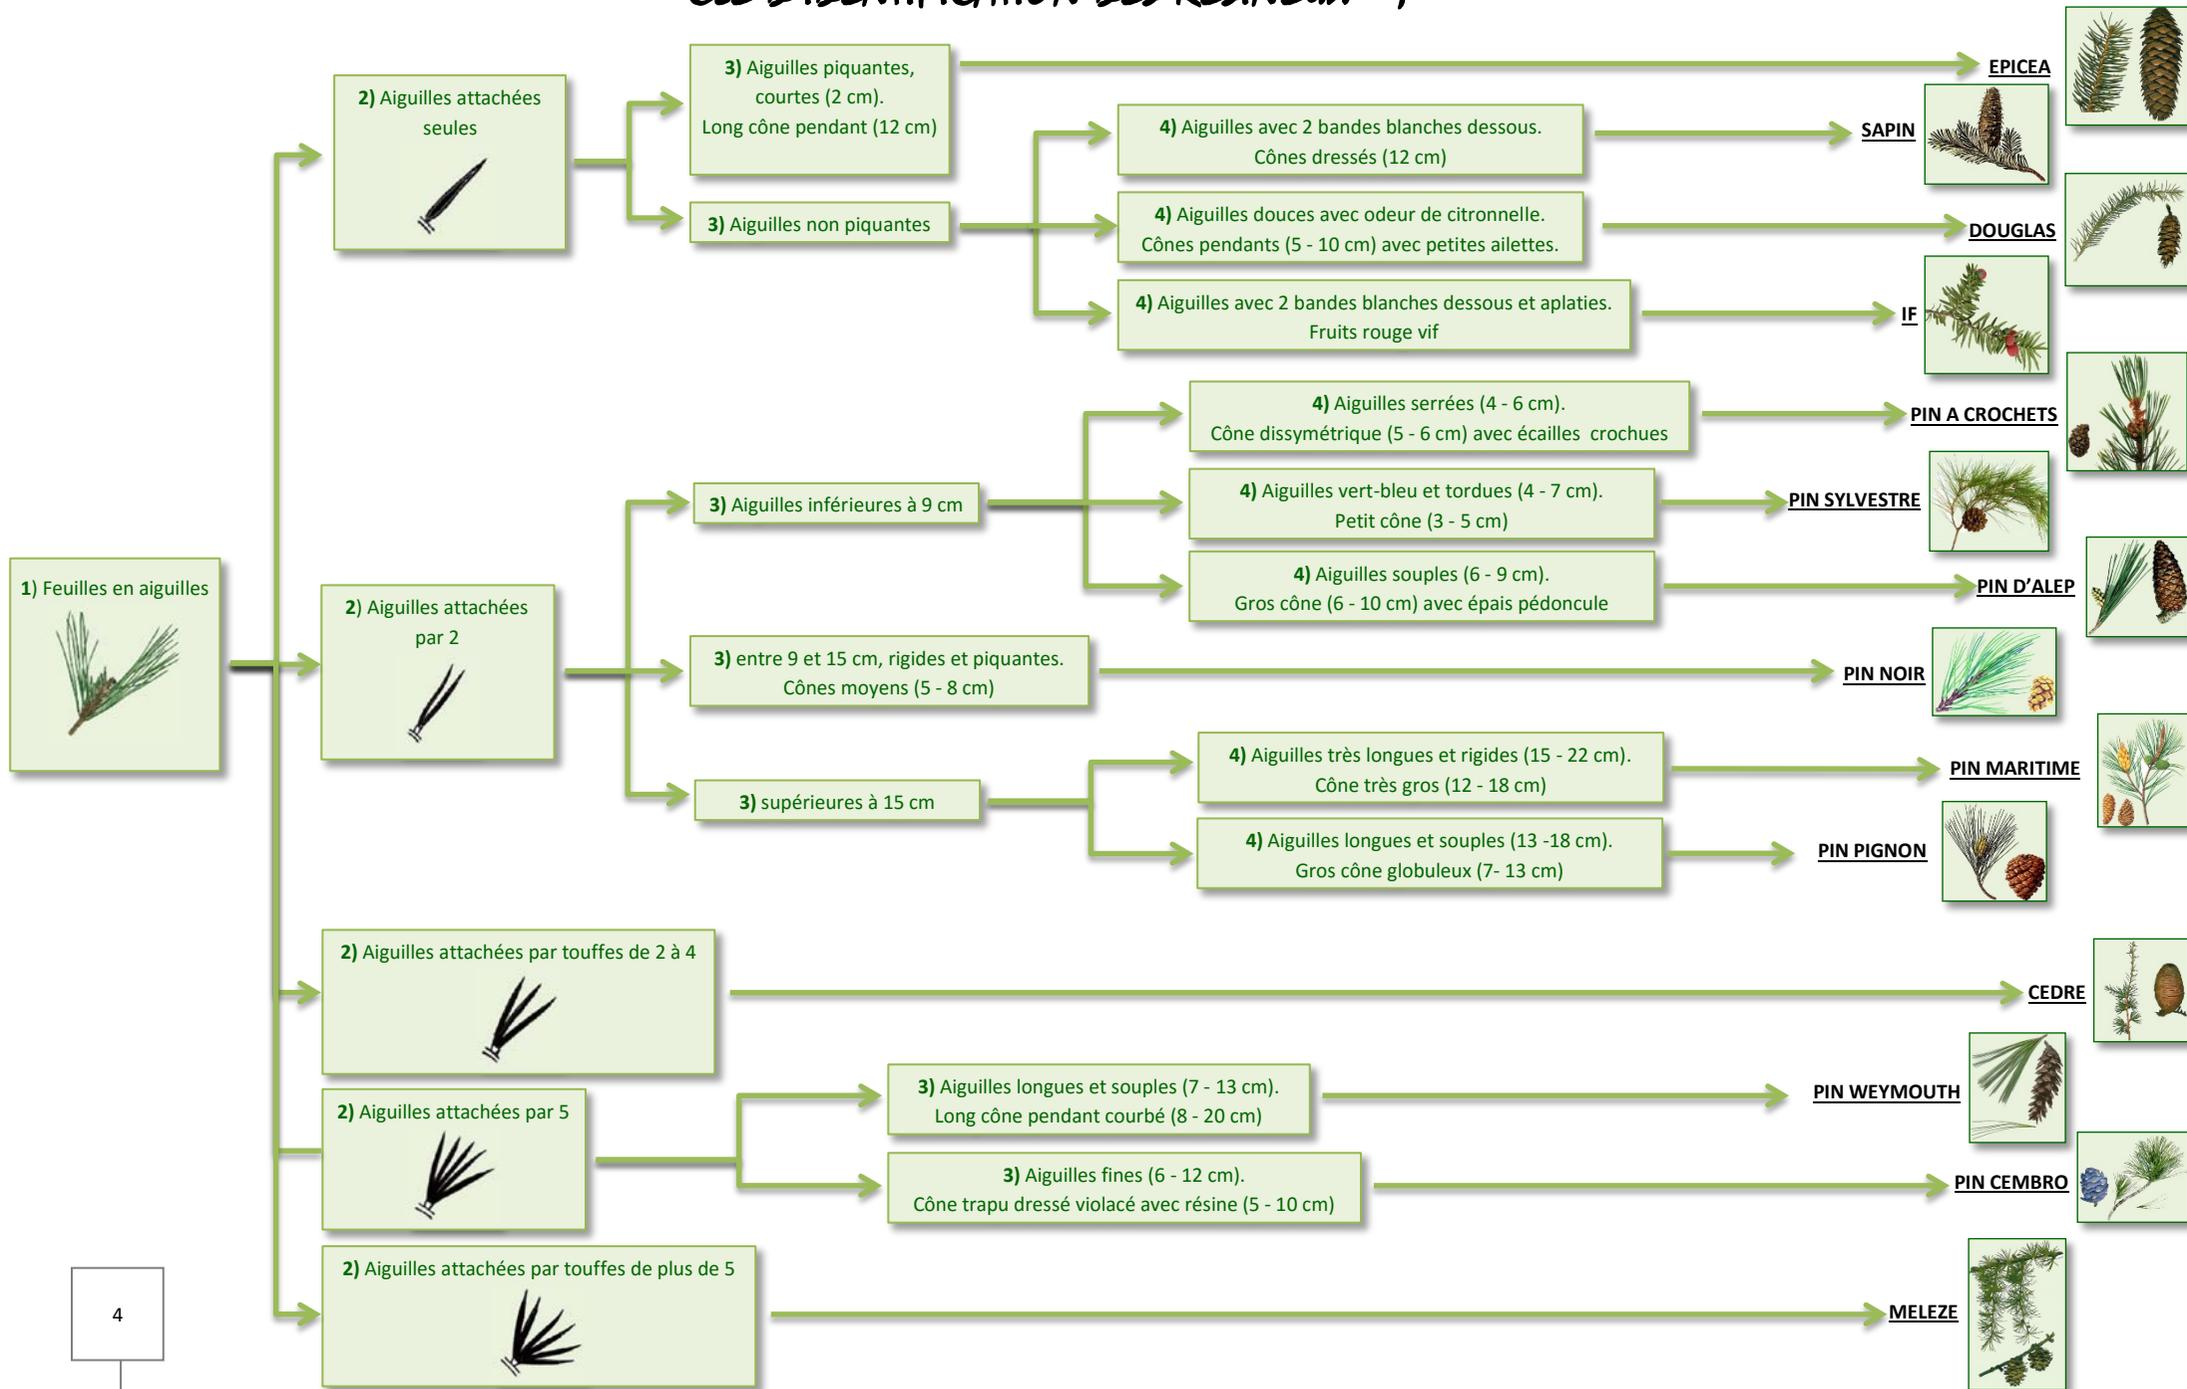 CLE D'IDENTIFICATION DES RESINEUX
1) Feuilles en aiguilles
2) Aiguilles attachées
seules
3) Aiguilles piquantes,
courtes (2 cm).
Long cône pendant (12 cm)
EPICEA
3) Aiguilles non piquantes
4) Aiguilles avec 2 bandes blanches dessous.
Cônes dressés (12 cm)
SAPIN
4) Aiguilles douces avec odeur de citronnelle.
Cônes pendants (5 - 10 cm) avec petites ailettes.
DOUGLAS
4) Aiguilles avec 2 bandes blanches dessous et aplaties.
Fruits rouge vif
IF
2) Aiguilles attachées
par 2
3) Aiguilles inférieures à 9 cm
4) Aiguilles serrées (4 - 6 cm).
Cône dissymétrique (5 - 6 cm) avec écailles crochues
PIN A CROCHETS
4) Aiguilles vert-bleu et tordues (4 - 7 cm).
Petit cône (3 - 5 cm)
PIN SYLVESTRE
4) Aiguilles souples (6 - 9 cm).
Gros cône (6 - 10 cm) avec épais pédoncule
PIN D'ALEP
3) entre 9 et 15 cm, rigides et piquantes.
Cônes moyens (5 - 8 cm)
PIN NOIR
3) supérieures à 15 cm
4) Aiguilles très longues et rigides (15 - 22 cm).
Cône très gros (12 - 18 cm)
PIN MARITIME
4) Aiguilles longues et souples (13 -18 cm).
Gros cône globuleux (7- 13 cm)
PIN PIGNON
2) Aiguilles attachées par touffes de 2 à 4
CEDRE
2) Aiguilles attachées par 5
3) Aiguilles longues et souples (7 - 13 cm).
Long cône pendant courbé (8 - 20 cm)
PIN WEYMOUTH
3) Aiguilles fines (6 - 12 cm).
Cône trapu dressé violacé avec résine (5 - 10 cm)
PIN CEMBRO
2) Aiguilles attachées par touffes de plus de 5
MELEZE
4